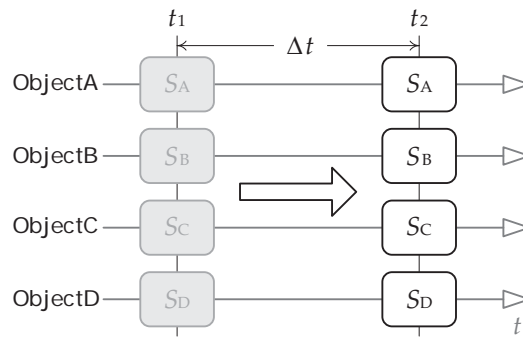 t1 t2
Δt
ObjectA SA SA
ObjectB SB SB
ObjectC SC SC
ObjectD SD SD
t